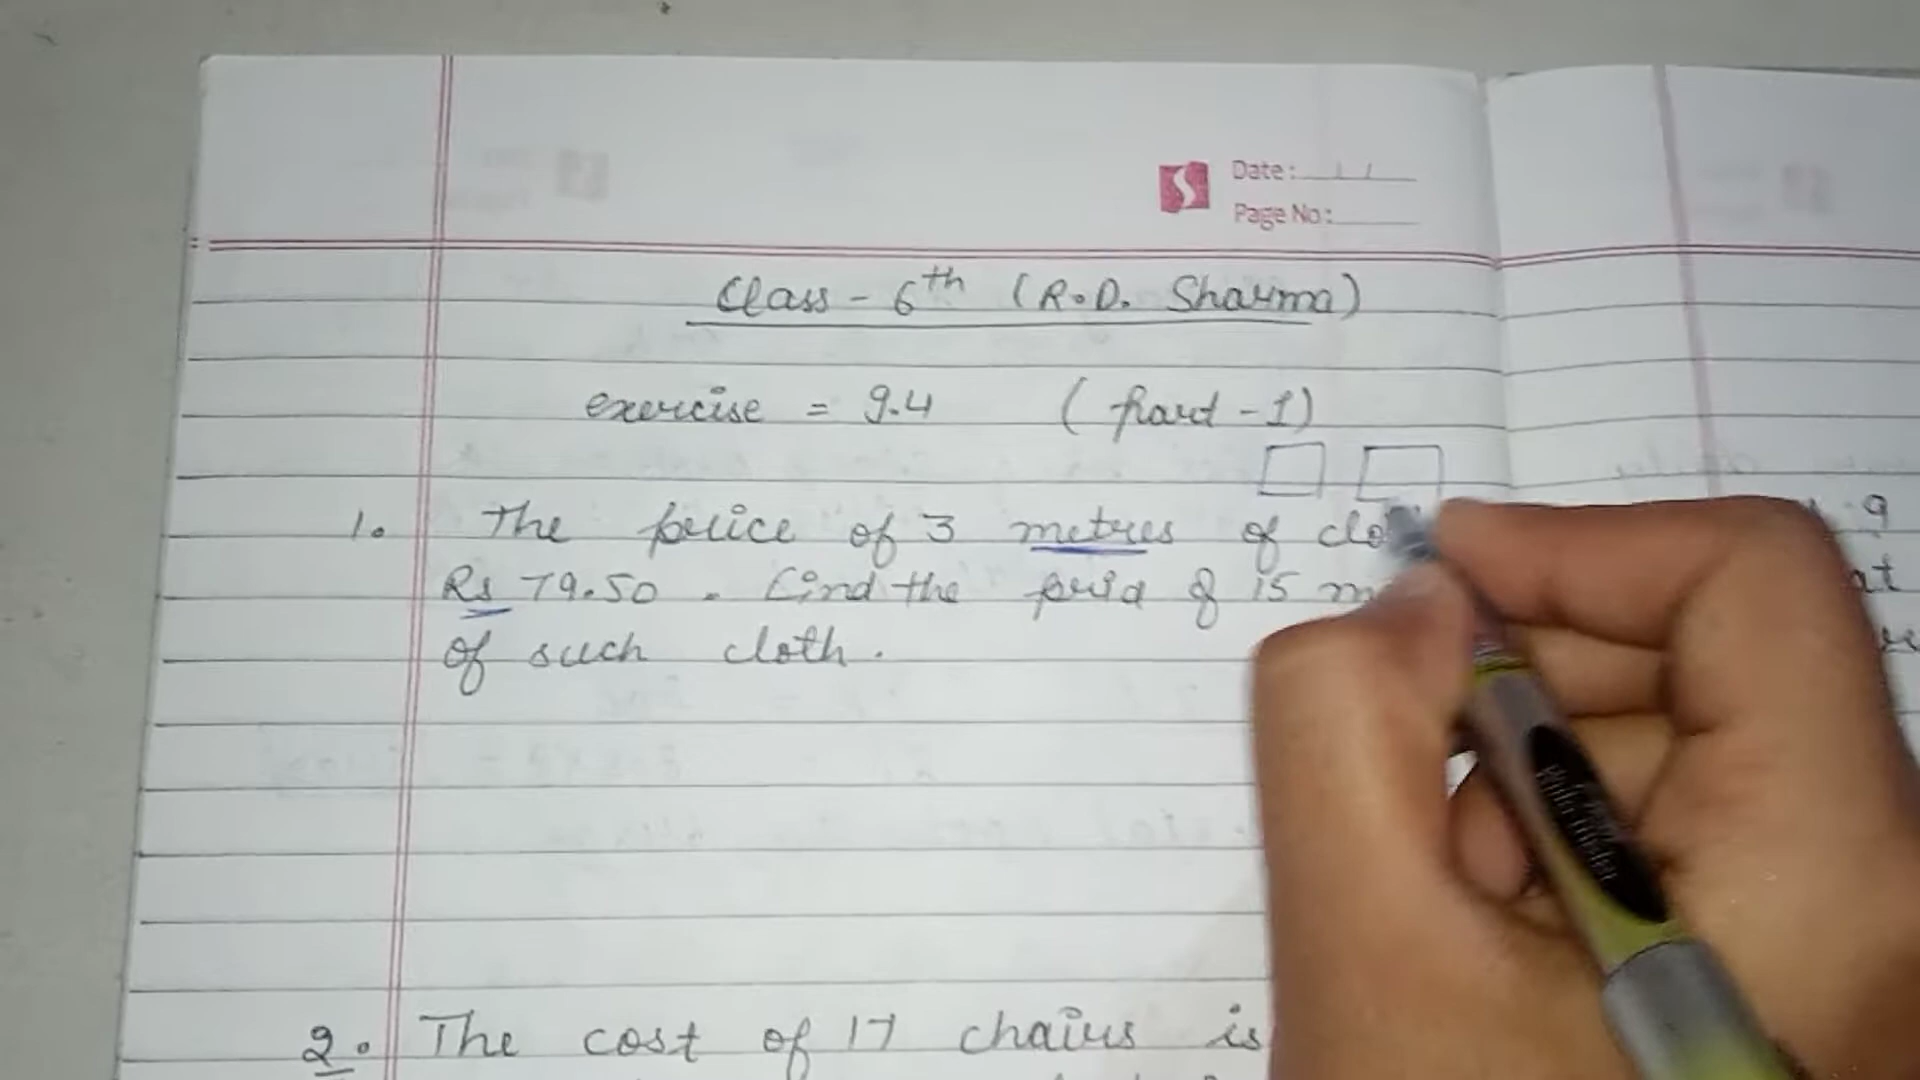 Date: / /
Page No:
Class - 6th (R.D. Sharma)
exercise = 9.4 (part - 1)
1. The price of 3 metres of
Rs 79.50 . Find the price of 15
of such cloth.
2. The cost of 17 chairs is